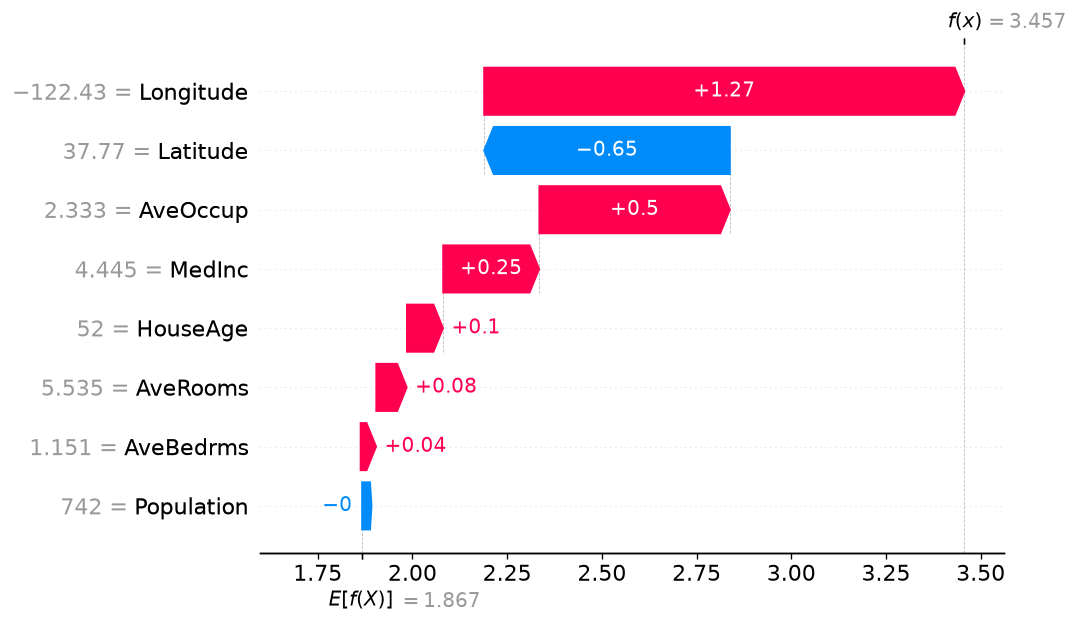 f(x) = 3.457
−122.43 = Longitude +1.27
37.77 = Latitude −0.65
2.333 = AveOccup +0.5
4.445 = MedInc +0.25
52 = HouseAge +0.1
5.535 = AveRooms +0.08
1.151 = AveBedrms +0.04
742 = Population −0
1.75 2.00 2.25 2.50 2.75 3.00 3.25 3.50
E[f(X)] = 1.867